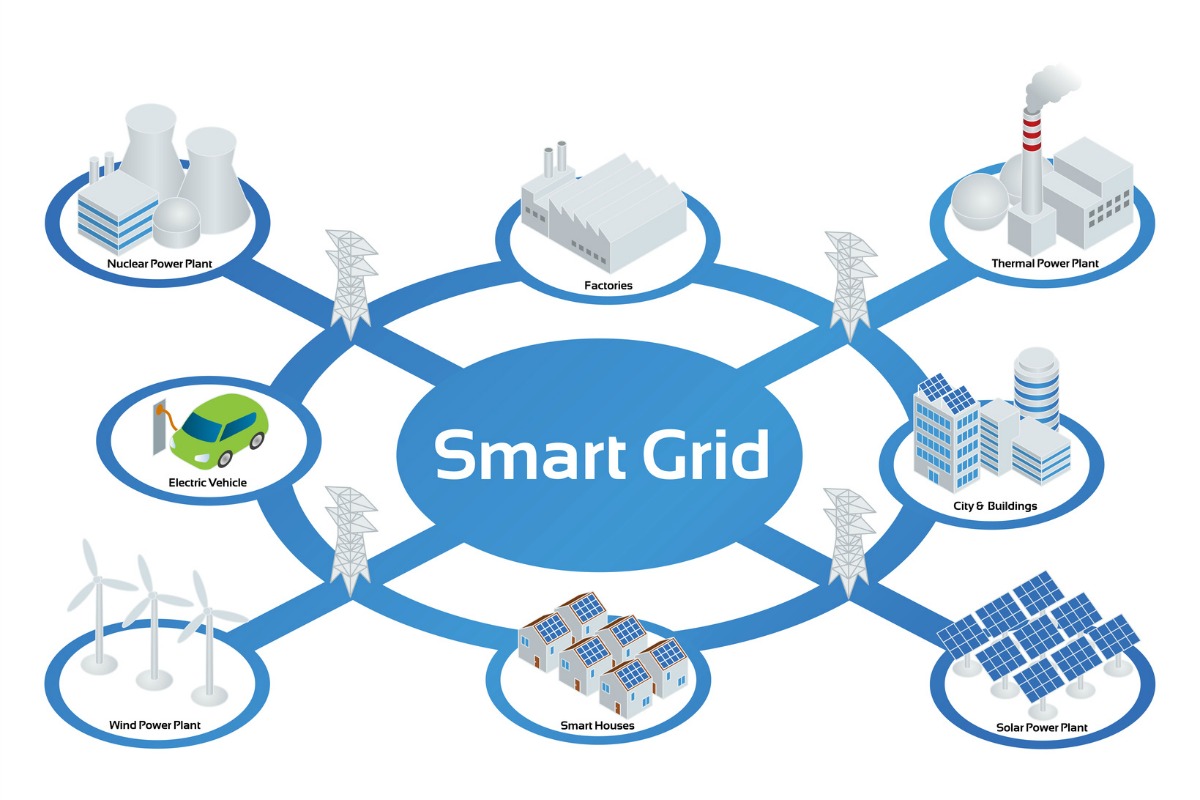 Nuclear Power Plant
Factories
Thermal Power Plant
Electric Vehicle
Smart Grid
City & Buildings
Wind Power Plant
Smart Houses
Solar Power Plant